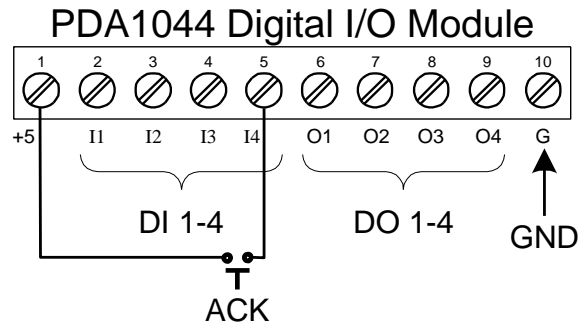 PDA1044 Digital I/O Module
1 2 3 4 5 6 7 8 9 10
+5 I1 I2 I3 I4 O1 O2 O3 O4 G
DI 1-4 DO 1-4 GND
ACK